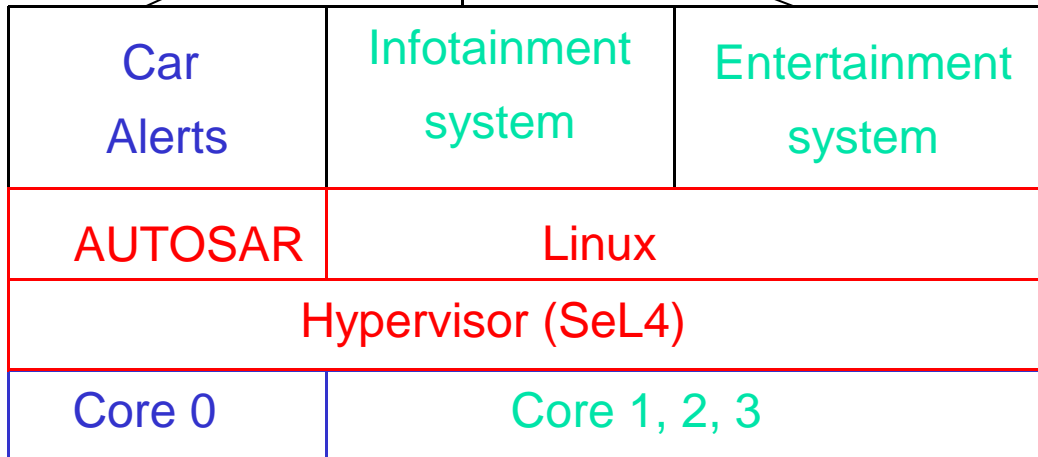 Car
Alerts
Infotainment
system
Entertainment
system
AUTOSAR
Linux
Hypervisor (SeL4)
Core 0
Core 1, 2, 3